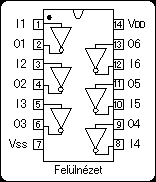 I1 1 14 VDD
O1 2 13 O6
I2 3 12 I6
O2 4 11 O5
I3 5 10 I5
O3 6 9 O4
VSS 7 8 I4
Felülnézet